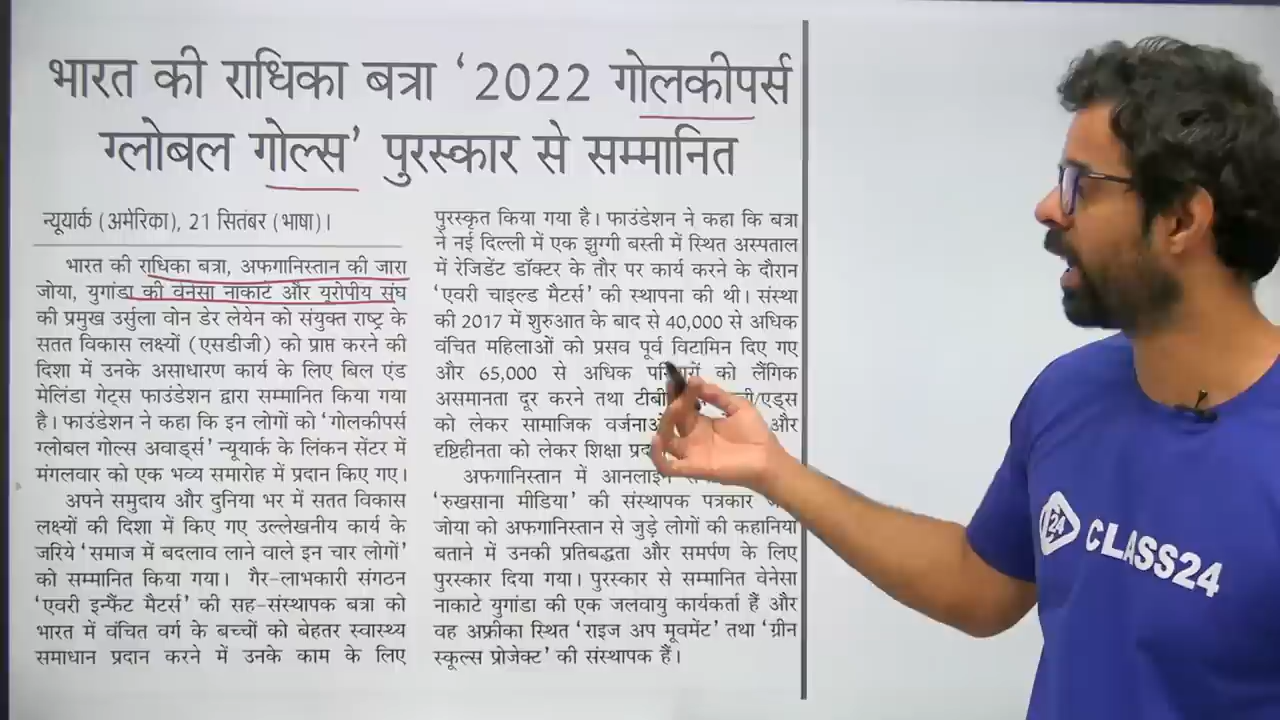 भारत की राधिका बत्रा ‘2022 गोलकीपर्स
ग्लोबल गोल्स’ पुरस्कार से सम्मानित
न्यूयार्क (अमेरिका), 21 सितंबर (भाषा)।
भारत की राधिका बत्रा, अफगानिस्तान की जारा
जोया, युगांडा की वेनेसा नाकाटे और यूरोपीय संघ
की प्रमुख उर्सुला वोन डेर लेयेन को संयुक्त राष्ट्र के
सतत विकास लक्ष्यों (एसडीजी) को प्राप्त करने की
दिशा में उनके असाधारण कार्य के लिए बिल एंड
मेलिंडा गेट्स फाउंडेशन द्वारा सम्मानित किया गया
है। फाउंडेशन ने कहा कि इन लोगों को ‘गोलकीपर्स
ग्लोबल गोल्स अवार्ड्स’ न्यूयार्क के लिंकन सेंटर में
मंगलवार को एक भव्य समारोह में प्रदान किए गए।
अपने समुदाय और दुनिया भर में सतत विकास
लक्ष्यों की दिशा में किए गए उल्लेखनीय कार्य के
जरिये ‘समाज में बदलाव लाने वाले इन चार लोगों’
को सम्मानित किया गया। गैर-लाभकारी संगठन
‘एवरी इन्फैंट मैटर्स’ की सह-संस्थापक बत्रा को
भारत में वंचित वर्ग के बच्चों को बेहतर स्वास्थ्य
समाधान प्रदान करने में उनके काम के लिए
पुरस्कृत किया गया है। फाउंडेशन ने कहा कि बत्रा
ने नई दिल्ली में एक झुग्गी बस्ती में स्थित अस्पताल
में रेजिडेंट डॉक्टर के तौर पर कार्य करने के दौरान
‘एवरी चाइल्ड मैटर्स’ की स्थापना की थी। संस्था
की 2017 में शुरुआत के बाद से 40,000 से अधिक
वंचित महिलाओं को प्रसव पूर्व विटामिन दिए गए
और 65,000 से अधिक को लैंगिक
असमानता दूर करने तथा
को लेकर सामाजिक और
दृष्टिहीनता को लेकर शिक्षा
अफगानिस्तान में
‘रुखसाना मीडिया’ की संस्थापक पत्रकार
जोया को अफगानिस्तान से जुड़े लोगों की कहानियां
बताने में उनकी प्रतिबद्धता और समर्पण के लिए
पुरस्कार दिया गया। पुरस्कार से सम्मानित वेनेसा
नाकाटे युगांडा की एक जलवायु कार्यकर्ता हैं और
वह अफ्रीका स्थित ‘राइज अप मूवमेंट’ तथा ‘ग्रीन
स्कूल्स प्रोजेक्ट’ की संस्थापक हैं।
24
CLASS24